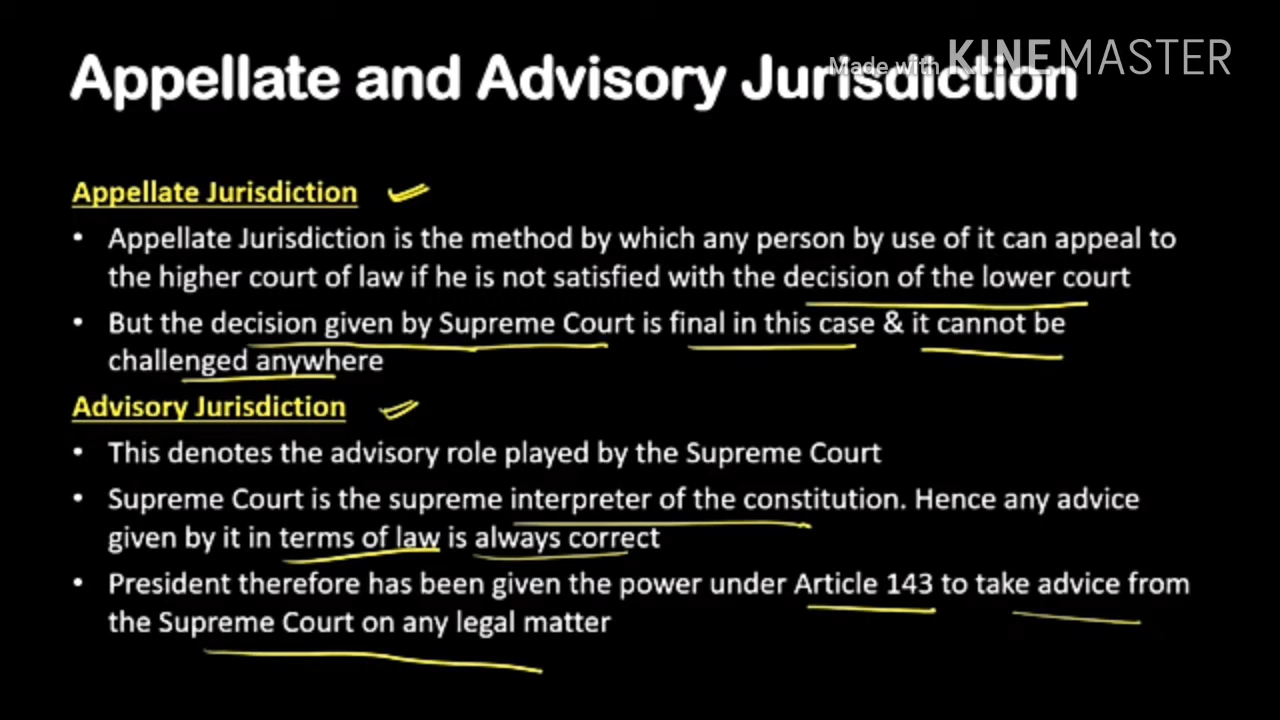 Appellate and Advisory Jurisdiction
Made with KINEMASTER
Appellate Jurisdiction
• Appellate Jurisdiction is the method by which any person by use of it can appeal to
the higher court of law if he is not satisfied with the decision of the lower court
• But the decision given by Supreme Court is final in this case & it cannot be
challenged anywhere
Advisory Jurisdiction
• This denotes the advisory role played by the Supreme Court
• Supreme Court is the supreme interpreter of the constitution. Hence any advice
given by it in terms of law is always correct
• President therefore has been given the power under Article 143 to take advice from
the Supreme Court on any legal matter